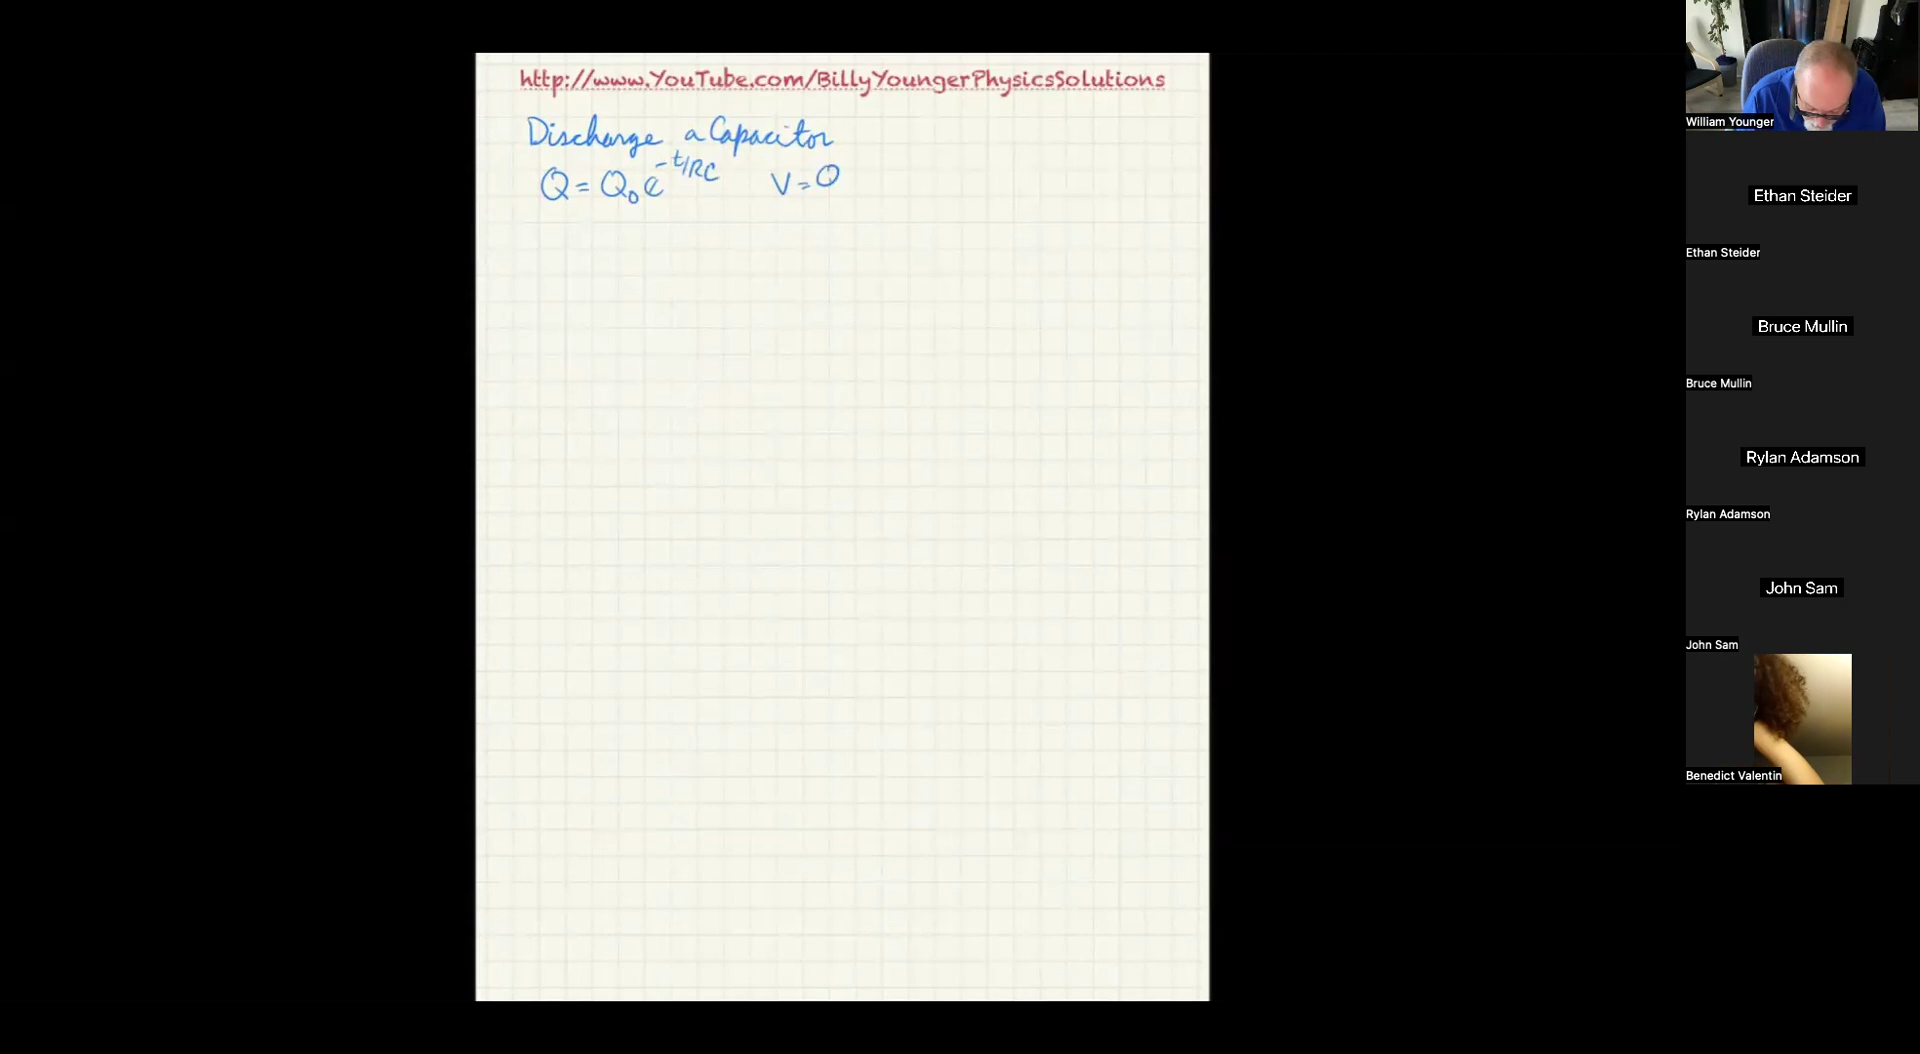 http://www.YouTube.com/BillyYoungerPhysicsSolutions
Discharge a Capacitor
Q = Q₀e^(-t/RC) V = Q
William Younger
Ethan Steider
Ethan Steider
Bruce Mullin
Bruce Mullin
Rylan Adamson
Rylan Adamson
John Sam
John Sam
Benedict Valentin